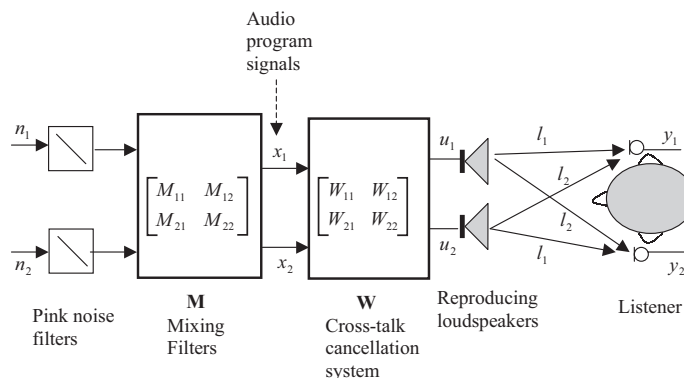 Audio
program
signals
n1
n2
M11 M12
M21 M22
x1
x2
W11 W12
W21 W22
u1
u2
l1
l2
l2
l1
y1
y2
Pink noise
filters
M
Mixing
Filters
W
Cross-talk
cancellation
system
Reproducing
loudspeakers
Listener